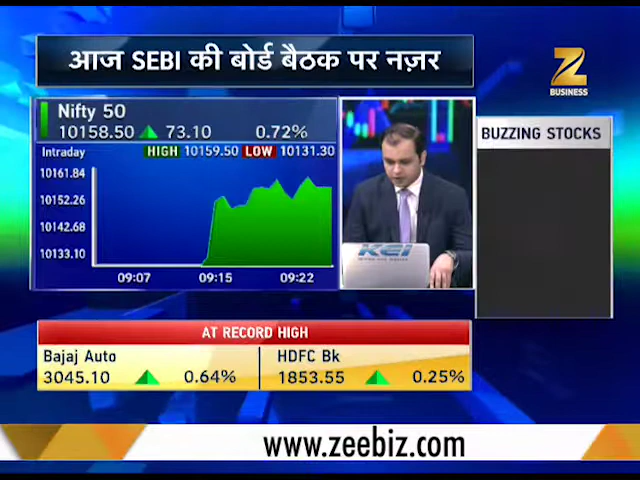 आज SEBI की बोर्ड बैठक पर नज़र
Z
BUSINESS
Nifty 50
10158.50 73.10 0.72%
Intraday HIGH 10159.50 LOW 10131.30
10161.84
10152.26
10142.68
10133.10
09:07 09:15 09:22
KEI
BUZZING STOCKS
AT RECORD HIGH
Bajaj Auto
3045.10 0.64%
HDFC Bk
1853.55 0.25%
www.zeebiz.com